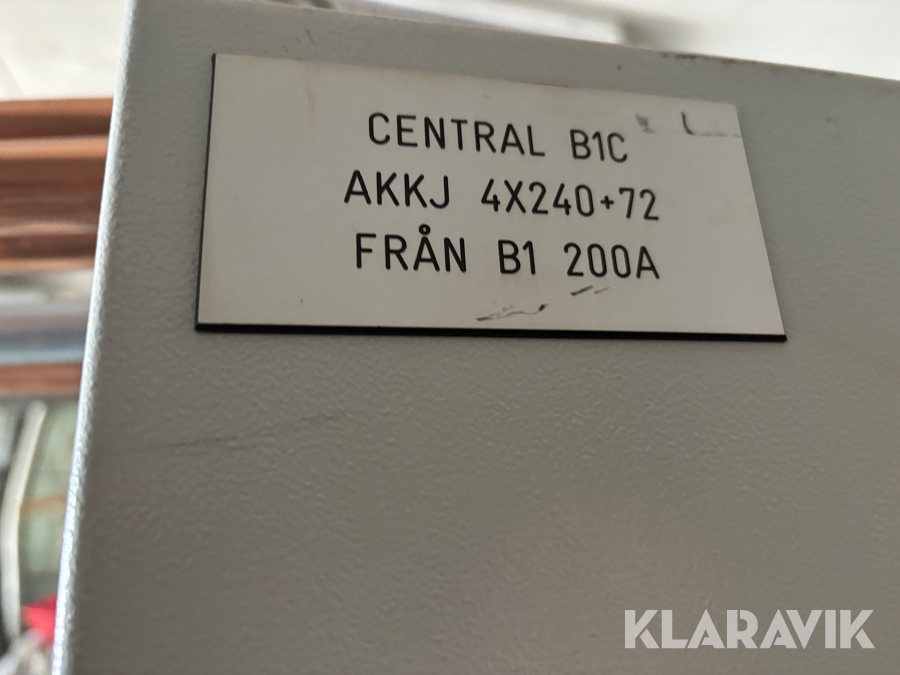 CENTRAL B1C
AKKJ 4X240+72
FRÅN B1 200A
KLARAVIK